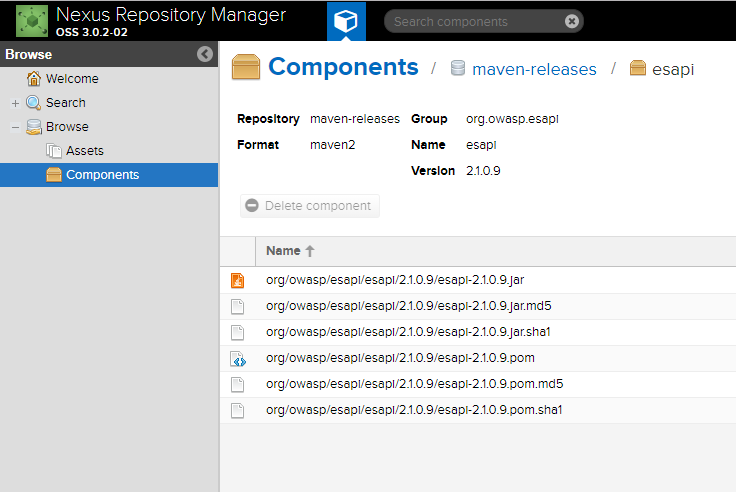 Nexus Repository Manager
OSS 3.0.2-02
Search components
Browse
Welcome
Search
Browse
Assets
Components
Components / maven-releases / esapi
Repository maven-releases Group org.owasp.esapi
Format maven2 Name esapi
Version 2.1.0.9
Delete component
Name
org/owasp/esapi/esapi/2.1.0.9/esapi-2.1.0.9.jar
org/owasp/esapi/esapi/2.1.0.9/esapi-2.1.0.9.jar.md5
org/owasp/esapi/esapi/2.1.0.9/esapi-2.1.0.9.jar.sha1
org/owasp/esapi/esapi/2.1.0.9/esapi-2.1.0.9.pom
org/owasp/esapi/esapi/2.1.0.9/esapi-2.1.0.9.pom.md5
org/owasp/esapi/esapi/2.1.0.9/esapi-2.1.0.9.pom.sha1